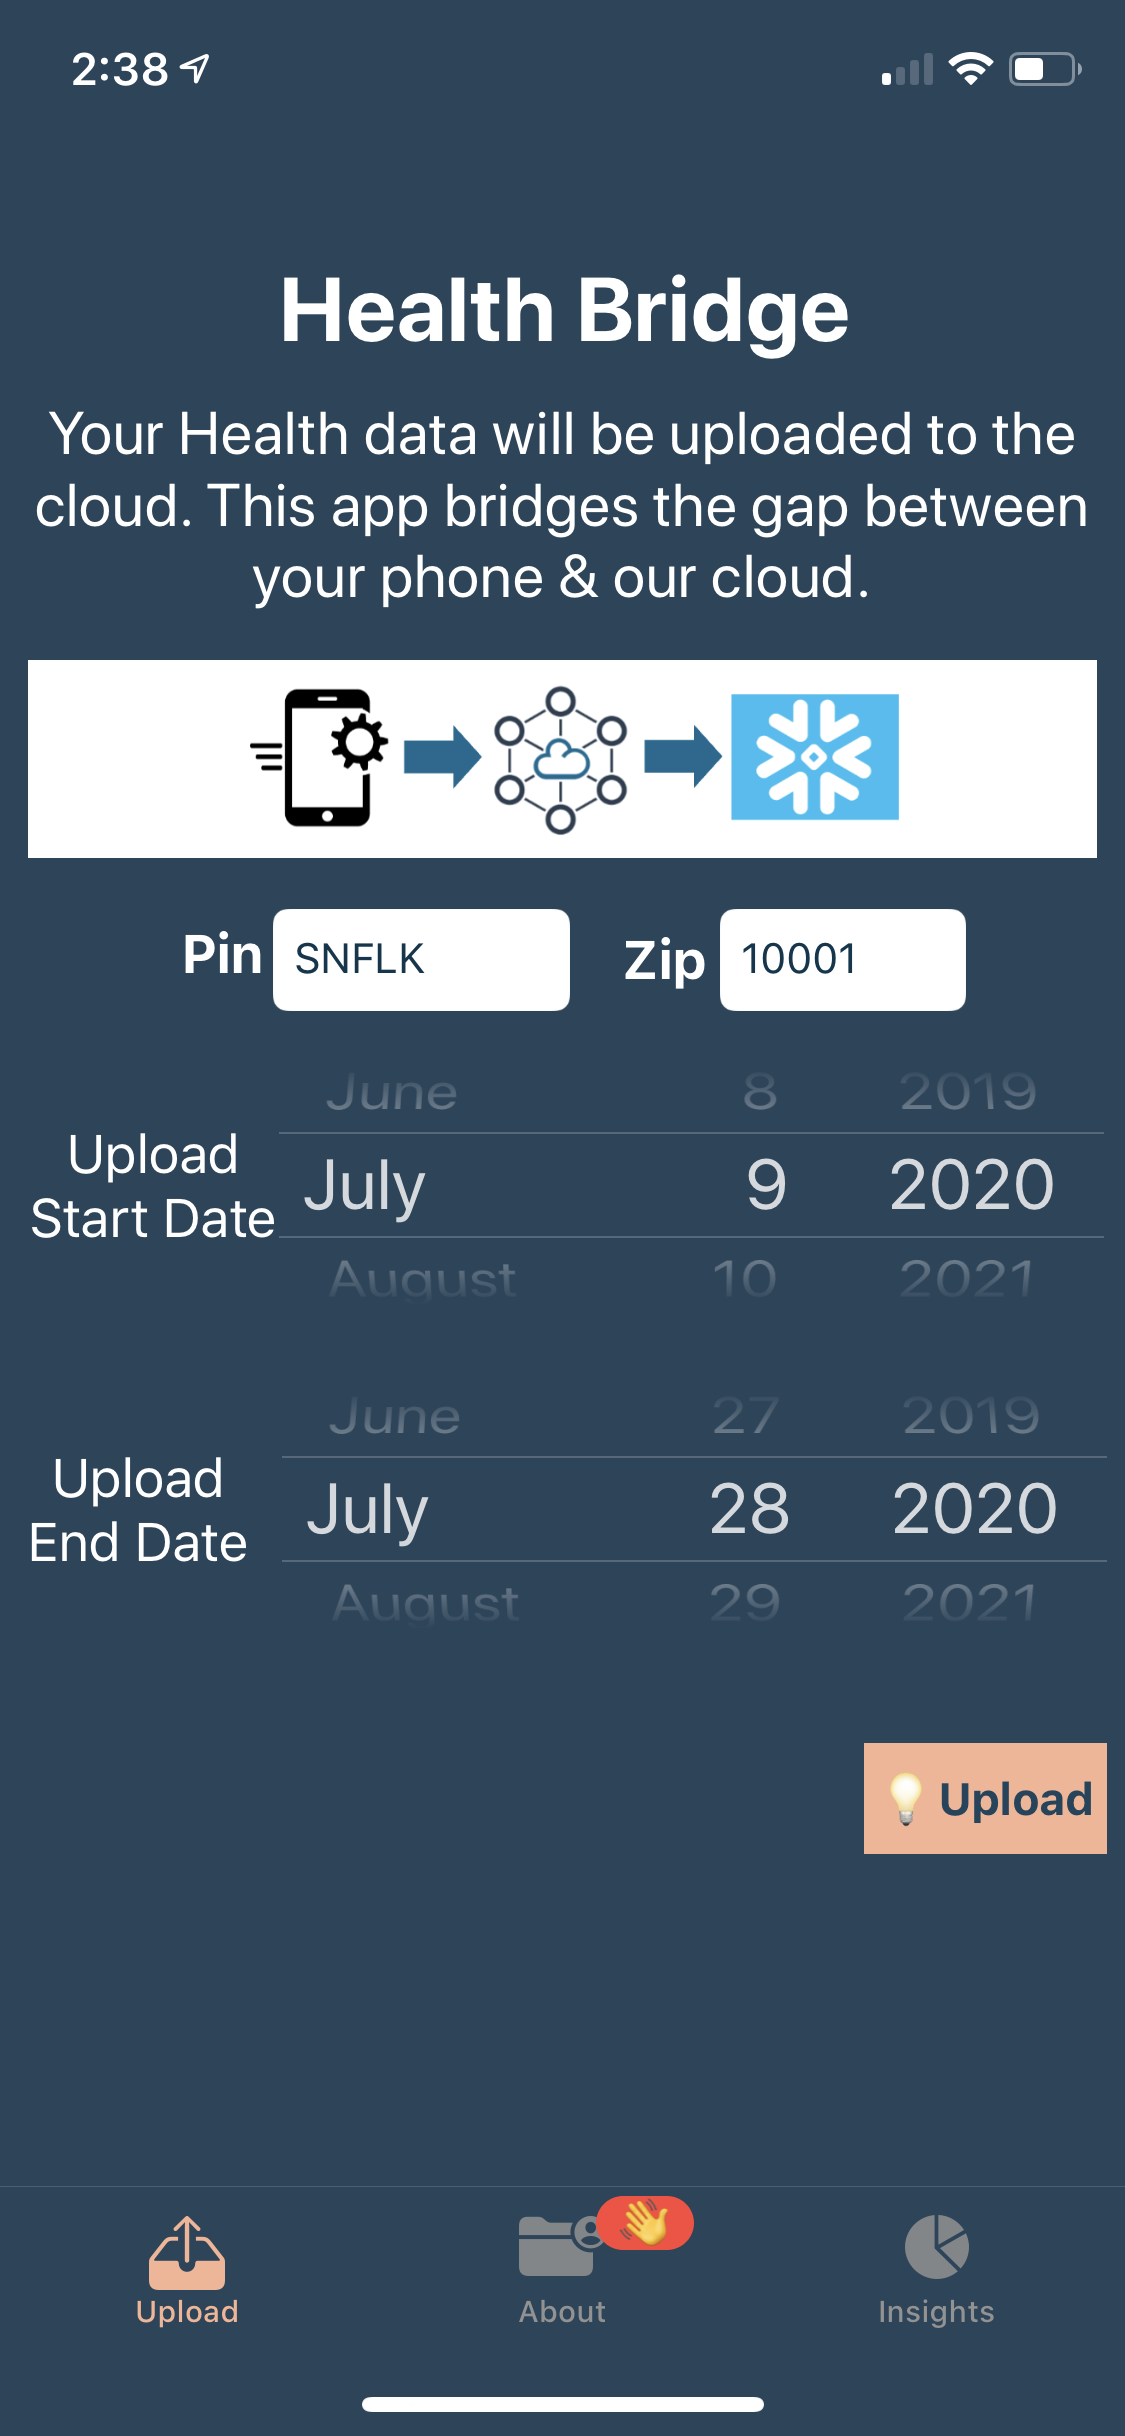 2:38
Health Bridge
Your Health data will be uploaded to the
cloud. This app bridges the gap between
your phone & our cloud.
Pin SNFLK Zip 10001
June 8 2019
Upload
Start Date
July 9 2020
August 10 2021
June 27 2019
Upload
End Date
July 28 2020
August 29 2021
💡 Upload
👋
Upload About Insights